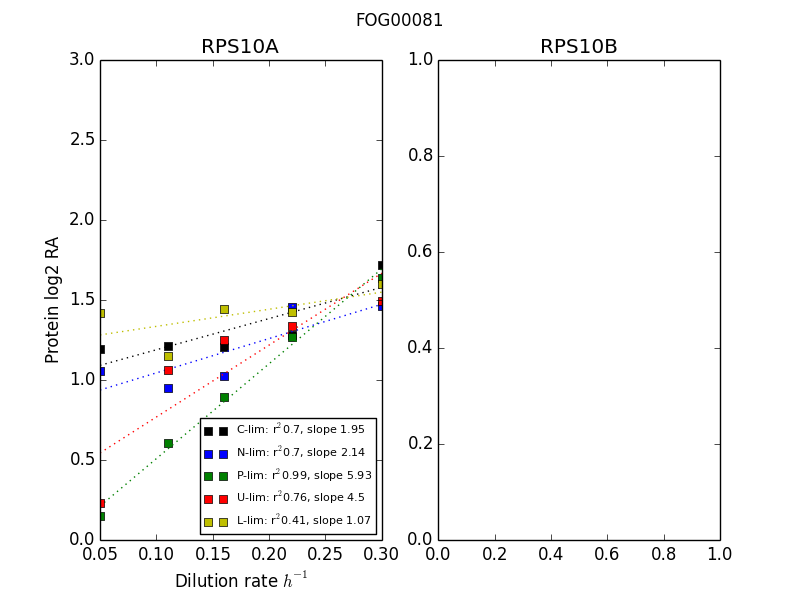 FOG00081
RPS10A
RPS10B
3.0
2.5
2.0
1.5
1.0
0.5
0.0
Protein log2 RA
0.05 0.10 0.15 0.20 0.25 0.30
Dilution rate h⁻¹
C-lim: r² 0.7, slope 1.95
N-lim: r² 0.7, slope 2.14
P-lim: r² 0.99, slope 5.93
U-lim: r² 0.76, slope 4.5
L-lim: r² 0.41, slope 1.07
1.0
0.8
0.6
0.4
0.2
0.0
0.0 0.2 0.4 0.6 0.8 1.0